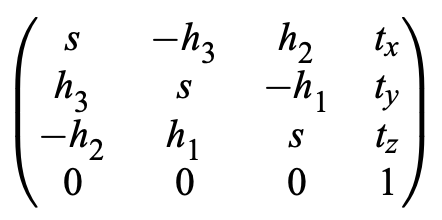 s −h₃ h₂ tₓ
h₃ s −h₁ t_y
−h₂ h₁ s t_z
0 0 0 1